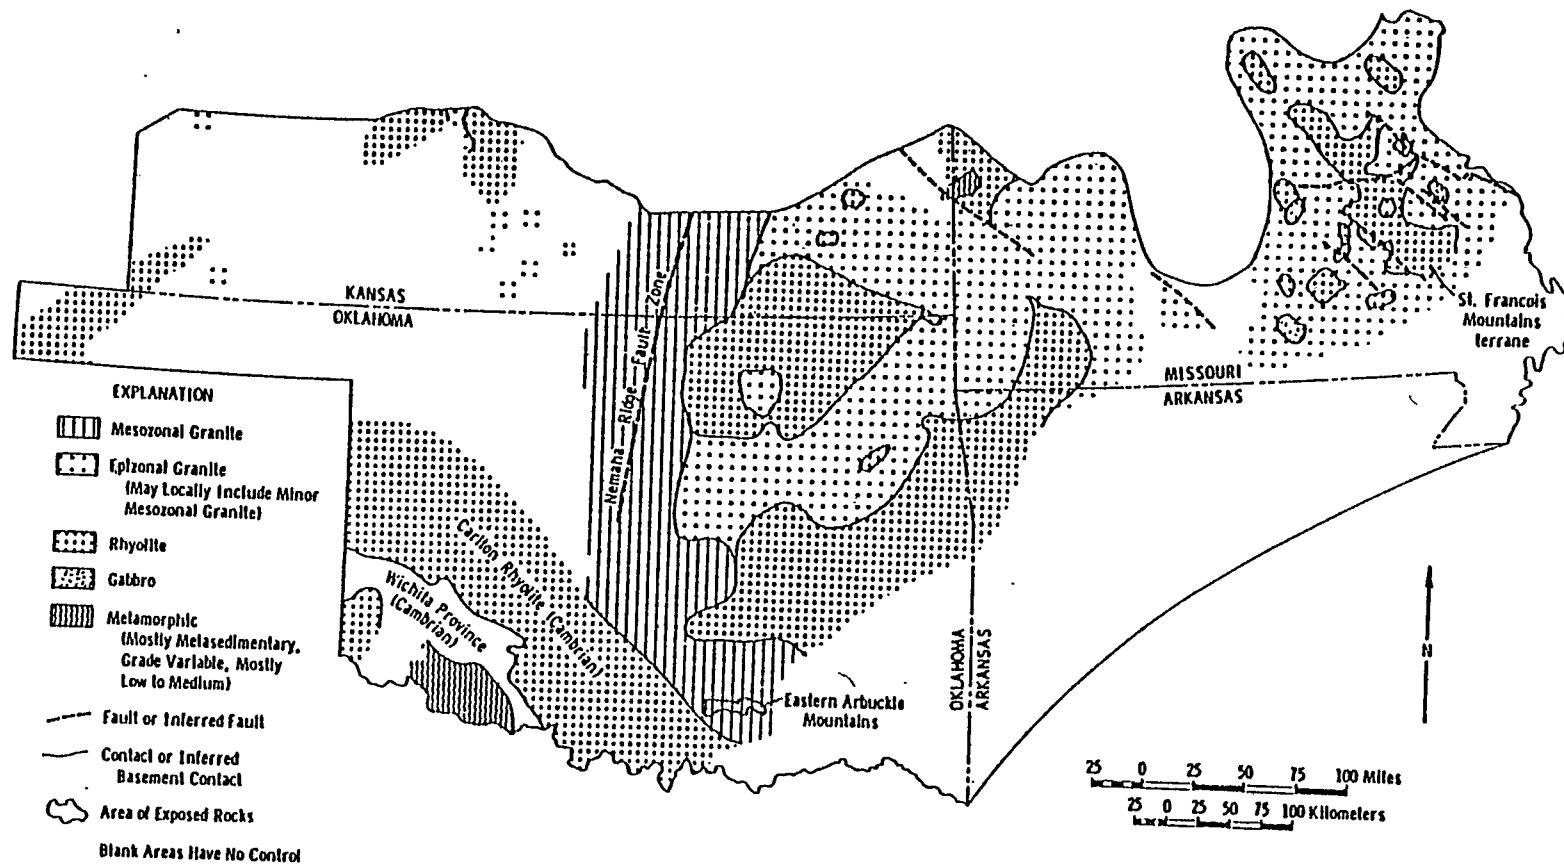 KANSAS
OKLAHOMA
Nemaha Ridge Fault Zone
St. Francois
Mountains
terrane
MISSOURI
ARKANSAS
EXPLANATION
Mesozonal Granite
Epizonal Granite
(May Locally Include Minor
Mesozonal Granite)
Rhyolite
Gabbro
Metamorphic
(Mostly Metasedimentary,
Grade Variable, Mostly
Low to Medium)
Fault or Inferred Fault
Contact or Inferred
Basement Contact
Area of Exposed Rocks
Blank Areas Have No Control
Carlton Rhyolite (Cambrian)
Wichita Province
(Cambrian)
Eastern Arbuckle
Mountains
OKLAHOMA
ARKANSAS
N
25 0 25 50 75 100 Miles
25 0 25 50 75 100 Kilometers